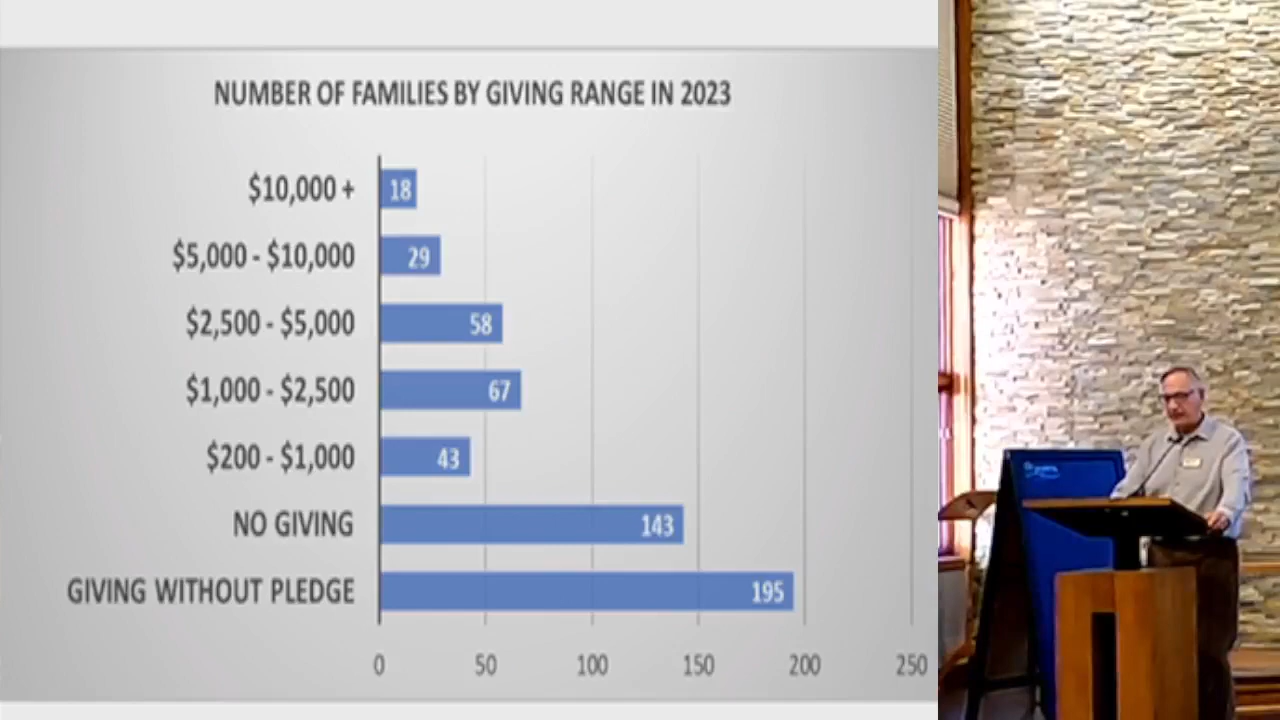 NUMBER OF FAMILIES BY GIVING RANGE IN 2023
$10,000 + 18
$5,000 - $10,000 29
$2,500 - $5,000 58
$1,000 - $2,500 67
$200 - $1,000 43
NO GIVING 143
GIVING WITHOUT PLEDGE 195
0 50 100 150 200 250